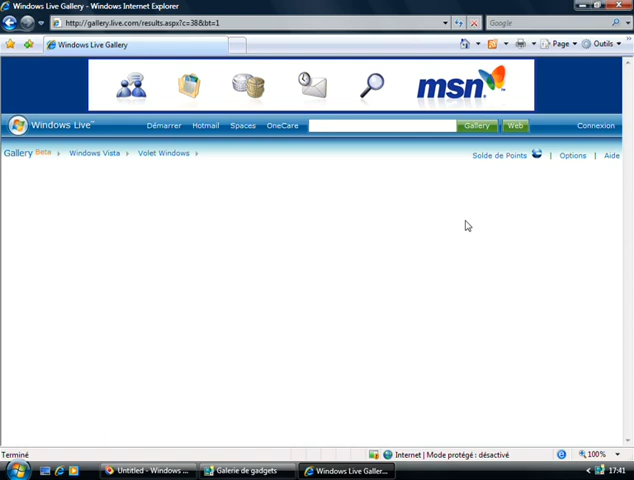 Windows Live Gallery - Windows Internet Explorer
http://gallery.live.com/results.aspx?c=38&bt=1
Google
Windows Live Gallery
Page
Outils
msn
Windows Live™ Démarrer Hotmail Spaces OneCare Gallery Web Connexion
Gallery Beta Windows Vista Volet Windows Solde de Points | Options | Aide
Terminé Internet | Mode protégé : désactivé 100%
Untitled - Windows ... Galerie de gadgets Windows Live Galler... 17:41